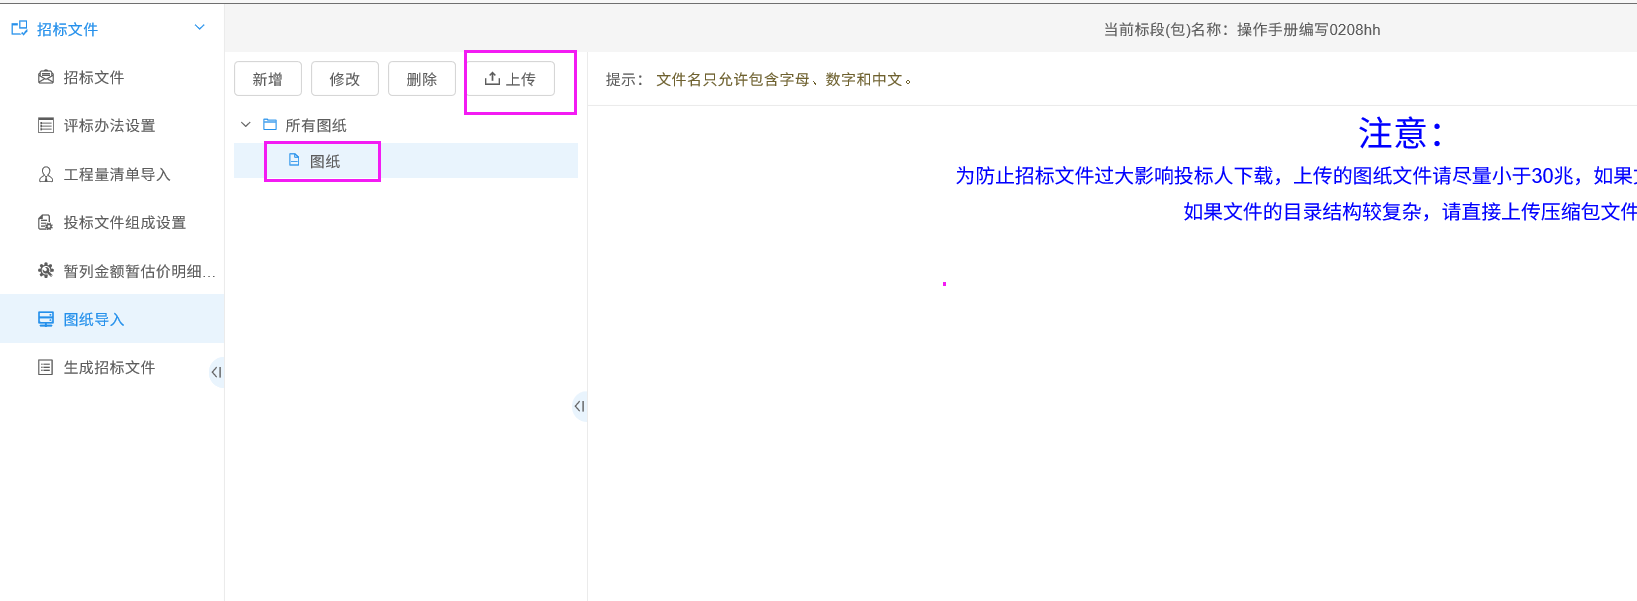 招标文件
当前标段(包)名称：操作手册编写0208hh
招标文件
评标办法设置
工程量清单导入
投标文件组成设置
暂列金额暂估价明细...
图纸导入
生成招标文件
新增 修改 删除 上传
所有图纸
图纸
提示： 文件名只允许包含字母、数字和中文。
注意：
为防止招标文件过大影响投标人下载，上传的图纸文件请尽量小于30兆，如果
如果文件的目录结构较复杂，请直接上传压缩包文件